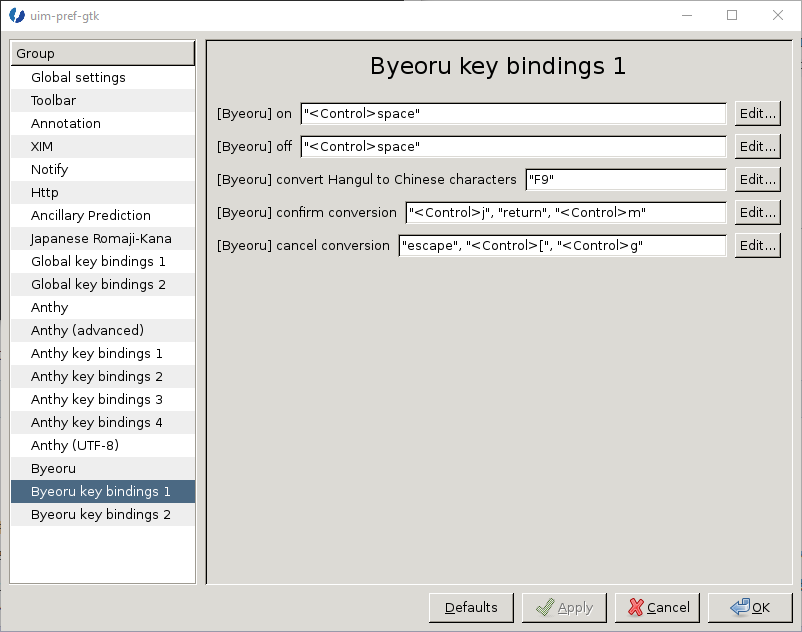 uim-pref-gtk
Group
Global settings
Toolbar
Annotation
XIM
Notify
Http
Ancillary Prediction
Japanese Romaji-Kana
Global key bindings 1
Global key bindings 2
Anthy
Anthy (advanced)
Anthy key bindings 1
Anthy key bindings 2
Anthy key bindings 3
Anthy key bindings 4
Anthy (UTF-8)
Byeoru
Byeoru key bindings 1
Byeoru key bindings 2
Byeoru key bindings 1
[Byeoru] on "<Control>space" Edit...
[Byeoru] off "<Control>space" Edit...
[Byeoru] convert Hangul to Chinese characters "F9" Edit...
[Byeoru] confirm conversion "<Control>j", "return", "<Control>m" Edit...
[Byeoru] cancel conversion "escape", "<Control>[", "<Control>g" Edit...
Defaults Apply Cancel OK